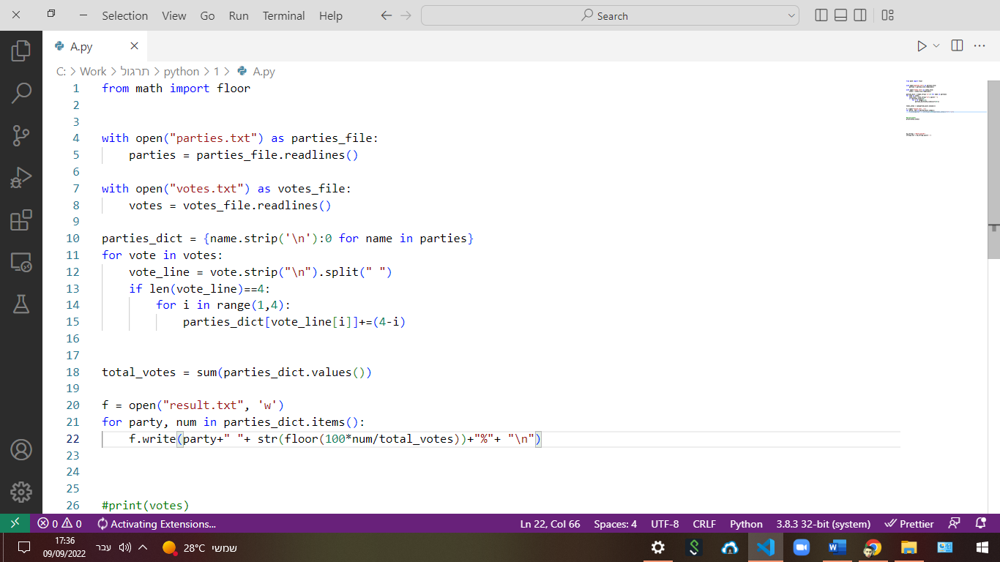 Selection View Go Run Terminal Help Search
A.py
C: > Work > תרגול > python > 1 > A.py
1 from math import floor
2
3
4 with open("parties.txt") as parties_file:
5 parties = parties_file.readlines()
6
7 with open("votes.txt") as votes_file:
8 votes = votes_file.readlines()
9
10 parties_dict = {name.strip('\n'):0 for name in parties}
11 for vote in votes:
12 vote_line = vote.strip("\n").split(" ")
13 if len(vote_line)==4:
14 for i in range(1,4):
15 parties_dict[vote_line[i]]+=(4-i)
16
17
18 total_votes = sum(parties_dict.values())
19
20 f = open("result.txt", 'w')
21 for party, num in parties_dict.items():
22 f.write(party+" "+ str(floor(100*num/total_votes))+"%"+ "\n")
23
24
25
26 #print(votes)
0 0 Activating Extensions... Ln 22, Col 66 Spaces: 4 UTF-8 CRLF Python 3.8.3 32-bit (system) Prettier
17:36
09/09/2022
עבר
28°C שמשי